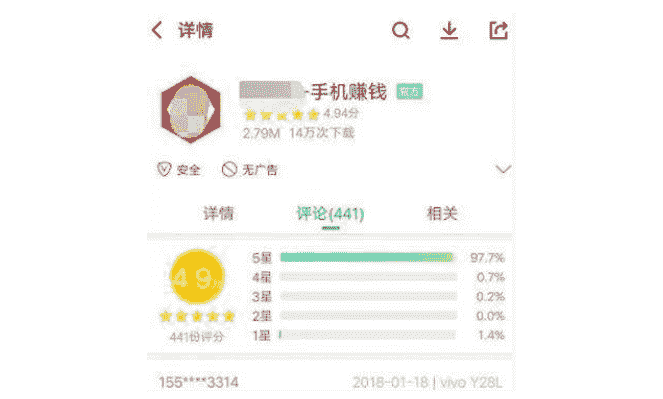 详情
-手机赚钱 官方
4.94分
2.79M 14万次下载
安全 无广告
详情 评论(441) 相关
4.9
5星 97.7%
4星 0.7%
3星 0.2%
2星 0.0%
1星 1.4%
441份评分
155****3314 2018-01-18 | vivo Y28L